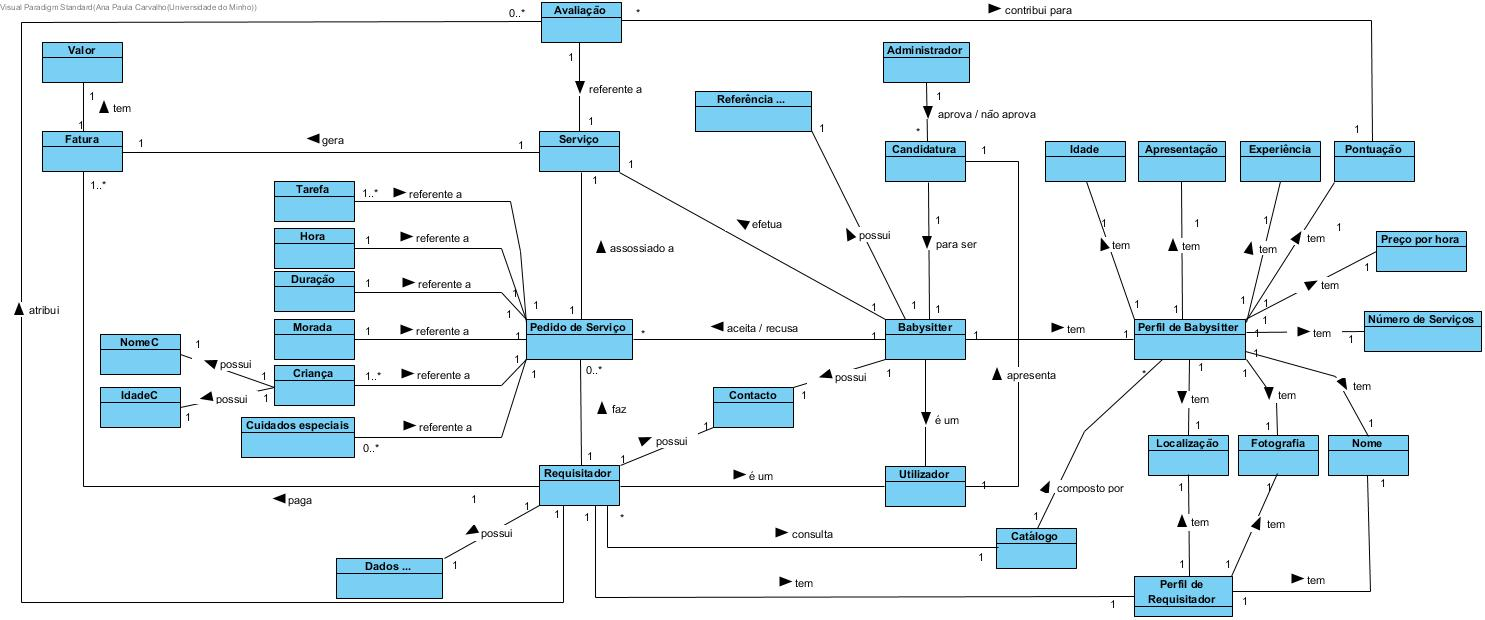 Visual Paradigm Standard(Ana Paula Carvalho(Universidade do Minho))
0..*
Avaliação
*
contribui para
Valor
1
Administrador
1
tem
referente a
Referência ...
1
aprova / não aprova
1
1
*
1
1
Fatura
1
gera
1
Serviço
1
Candidatura
1
Idade
Apresentação
Experiência
Pontuação
1..*
1
1
Tarefa
1..*
referente a
1
1
1
1
1
Hora
1
referente a
assossiado a
efetua
possui
para ser
tem
tem
tem
tem
Preço por hora
1
Duração
1
referente a
tem
atribui
1
1
1
1
1
1
1
1
1
1
1
Morada
1
referente a
1
Pedido de Serviço
*
aceita / recusa
1
Babysitter
1
tem
1
Perfil de Babysitter
1
tem
1
Número de Serviços
NomeC
1
possui
1
1
1
Criança
1..*
referente a
1
0..*
possui
1
apresenta
*
1
1
tem
IdadeC
possui
1
1
Contacto
1
tem
tem
faz
Cuidados especiais
referente a
0..*
1
possui
1
é um
1
1
1
Localização
Fotografia
Nome
1
1
Requisitador
é um
Utilizador
1
composto por
1
1
1
paga
1
1
1
*
1
possui
consulta
1
Catálogo
tem
tem
Dados ...
1
1
1
tem
1
Perfil de
Requisitador
tem
1